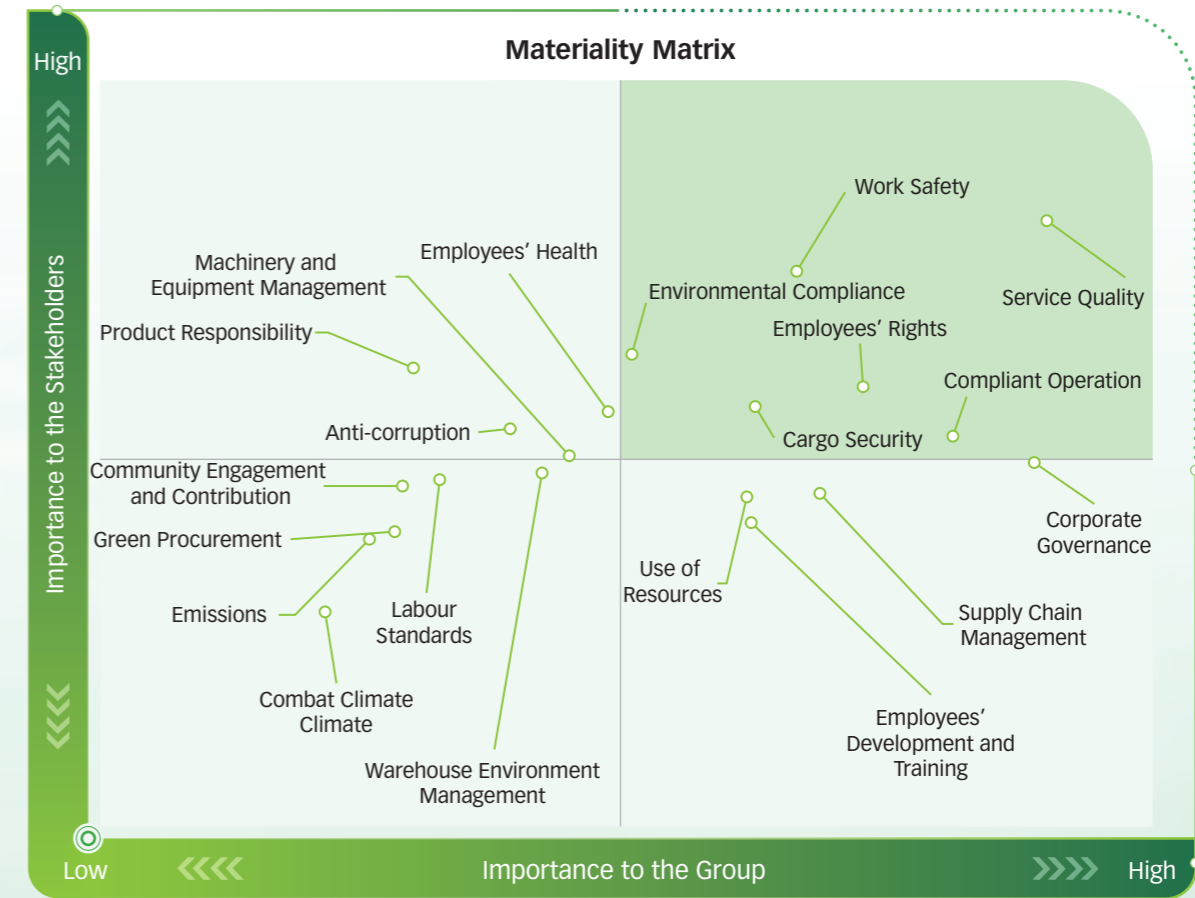 Materiality Matrix
High
Importance to the Stakeholders
Work Safety
Employees’ Health
Machinery and
Equipment Management
Environmental Compliance
Service Quality
Product Responsibility
Employees’ Rights
Compliant Operation
Anti-corruption
Cargo Security
Community Engagement
and Contribution
Corporate
Governance
Green Procurement
Use of
Resources
Emissions
Labour
Standards
Supply Chain
Management
Combat Climate
Climate
Employees’
Development and
Training
Warehouse Environment
Management
Low
Importance to the Group
High